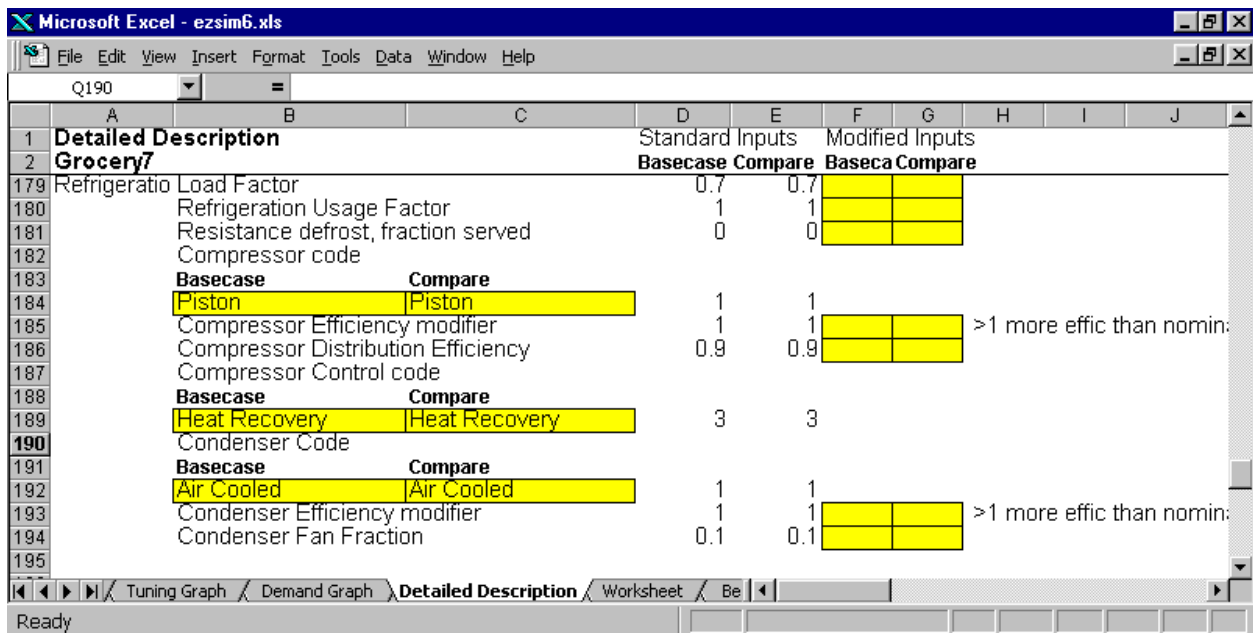 Microsoft Excel - ezsim6.xls
File Edit View Insert Format Tools Data Window Help
Q190 =
A B C D E F G H I J
1 Detailed Description Standard Inputs Modified Inputs
2 Grocery7 Basecase Compare Baseca Compare
179 Refrigeratio Load Factor 0.7 0.7
180 Refrigeration Usage Factor 1 1
181 Resistance defrost, fraction served 0 0
182 Compressor code
183 Basecase Compare
184 Piston Piston 1 1
185 Compressor Efficiency modifier 1 1 >1 more effic than nomin
186 Compressor Distribution Efficiency 0.9 0.9
187 Compressor Control code
188 Basecase Compare
189 Heat Recovery Heat Recovery 3 3
190 Condenser Code
191 Basecase Compare
192 Air Cooled Air Cooled 1 1
193 Condenser Efficiency modifier 1 1 >1 more effic than nomin
194 Condenser Fan Fraction 0.1 0.1
195
Tuning Graph Demand Graph Detailed Description Worksheet Be
Ready